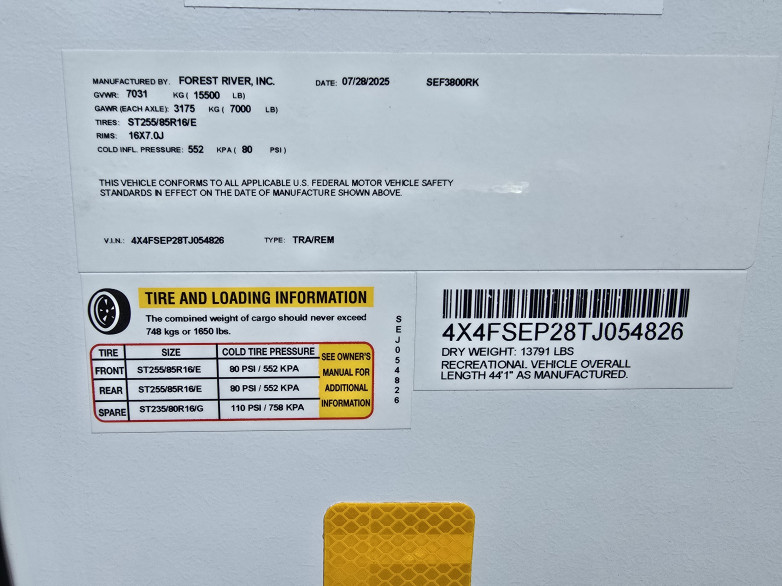 MANUFACTURED BY: FOREST RIVER, INC. DATE: 07/28/2025 SEF3800RK
GVWR: 7031 KG ( 15500 LB)
GAWR (EACH AXLE): 3175 KG ( 7000 LB)
TIRES: ST255/85R16/E
RIMS: 16X7.0J
COLD INFL. PRESSURE: 552 KPA ( 80 PSI )
THIS VEHICLE CONFORMS TO ALL APPLICABLE U.S. FEDERAL MOTOR VEHICLE SAFETY
STANDARDS IN EFFECT ON THE DATE OF MANUFACTURE SHOWN ABOVE.
V.I.N.: 4X4FSEP28TJ054826 TYPE: TRA/REM
TIRE AND LOADING INFORMATION
The combined weight of cargo should never exceed
748 kgs or 1650 lbs.
TIRE SIZE COLD TIRE PRESSURE
FRONT ST255/85R16/E 80 PSI / 552 KPA
REAR ST255/85R16/E 80 PSI / 552 KPA
SPARE ST235/80R16/G 110 PSI / 758 KPA
SEE OWNER'S
MANUAL FOR
ADDITIONAL
INFORMATION
SEJ054826
4X4FSEP28TJ054826
DRY WEIGHT: 13791 LBS
RECREATIONAL VEHICLE OVERALL
LENGTH 44'1" AS MANUFACTURED.